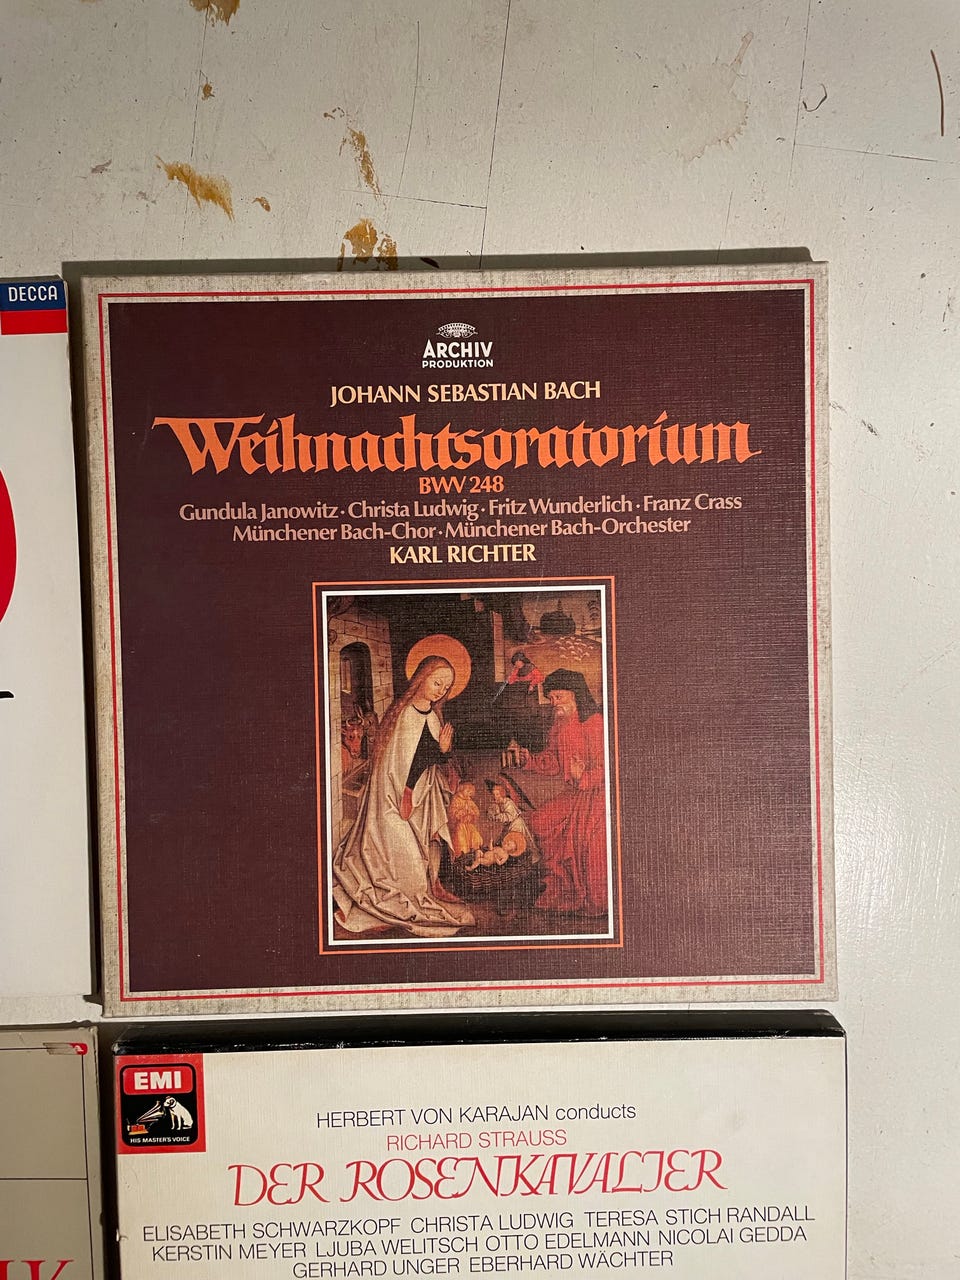 DECCA
ARCHIV
PRODUKTION
JOHANN SEBASTIAN BACH
Weihnachtsoratorium
BWV 248
Gundula Janowitz · Christa Ludwig · Fritz Wunderlich · Franz Crass
Münchener Bach-Chor · Münchener Bach-Orchester
KARL RICHTER
EMI
HIS MASTER'S VOICE
HERBERT VON KARAJAN conducts
RICHARD STRAUSS
DER ROSENKAVALIER
ELISABETH SCHWARZKOPF CHRISTA LUDWIG TERESA STICH RANDALL
KERSTIN MEYER LJUBA WELITSCH OTTO EDELMANN NICOLAI GEDDA
GERHARD UNGER EBERHARD WÄCHTER